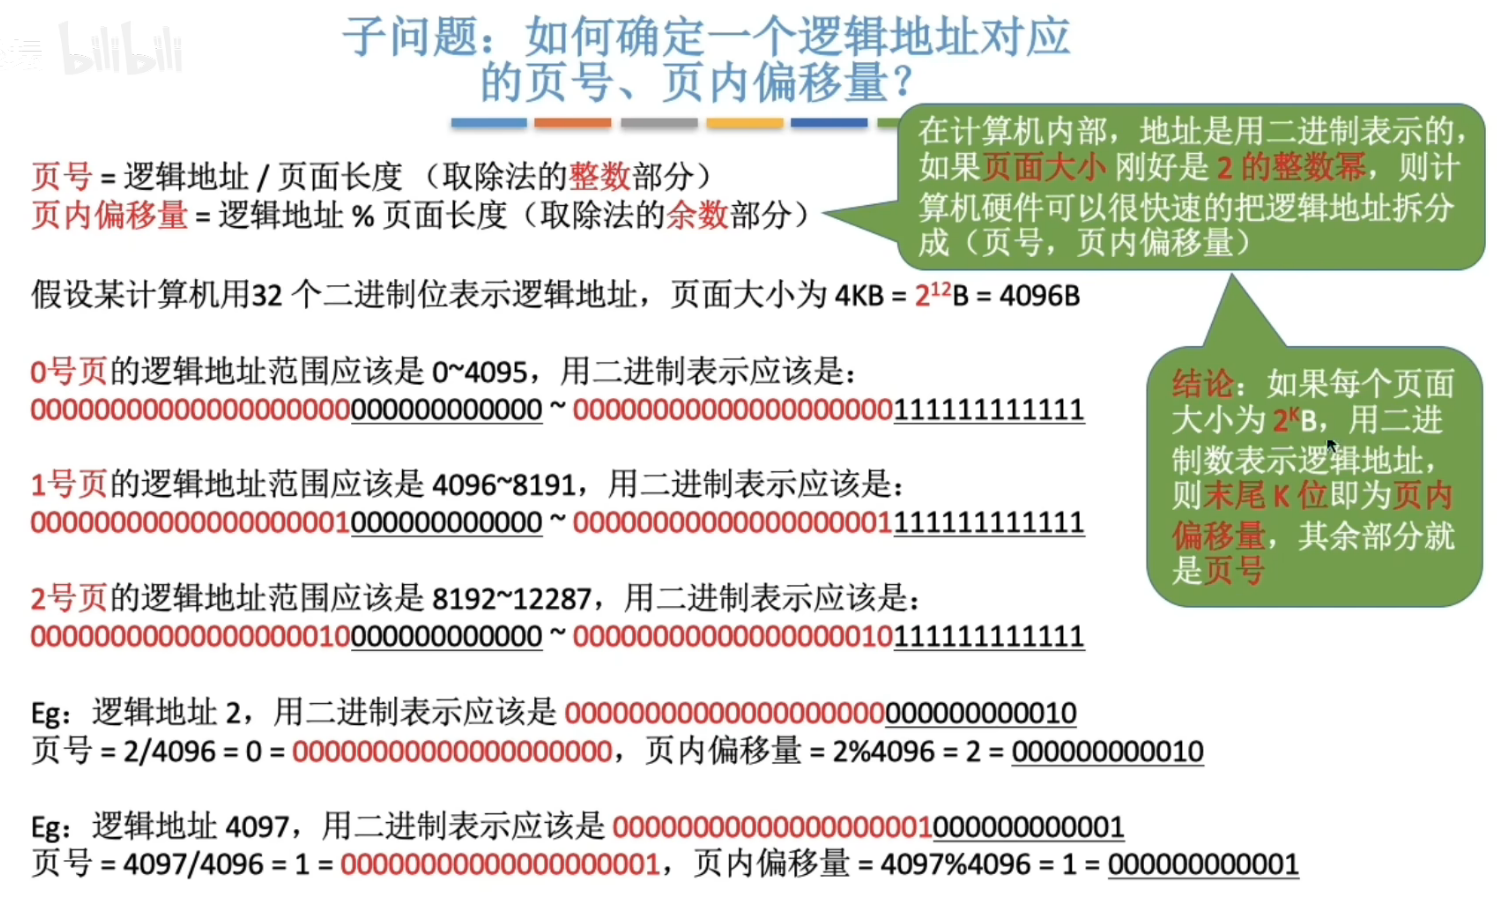 bilibili
子问题：如何确定一个逻辑地址对应
的页号、页内偏移量？
页号 = 逻辑地址 / 页面长度 （取除法的整数部分）
页内偏移量 = 逻辑地址 % 页面长度（取除法的余数部分）
在计算机内部，地址是用二进制表示的，
如果页面大小 刚好是 2 的整数幂，则计
算机硬件可以很快速的把逻辑地址拆分
成（页号，页内偏移量）
假设某计算机用32 个二进制位表示逻辑地址，页面大小为 4KB = 2¹²B = 4096B
0号页的逻辑地址范围应该是 0~4095，用二进制表示应该是：
00000000000000000000000000000000 ~ 00000000000000000000111111111111
1号页的逻辑地址范围应该是 4096~8191，用二进制表示应该是：
00000000000000000001000000000000 ~ 00000000000000000001111111111111
2号页的逻辑地址范围应该是 8192~12287，用二进制表示应该是：
00000000000000000010000000000000 ~ 00000000000000000010111111111111
结论：如果每个页面
大小为 2ᴷB，用二进
制数表示逻辑地址，
则末尾 K 位即为页内
偏移量，其余部分就
是页号
Eg：逻辑地址 2，用二进制表示应该是 00000000000000000000000000000010
页号 = 2/4096 = 0 = 00000000000000000000，页内偏移量 = 2%4096 = 2 = 000000000010
Eg：逻辑地址 4097，用二进制表示应该是 00000000000000000001000000000001
页号 = 4097/4096 = 1 = 00000000000000000001，页内偏移量 = 4097%4096 = 1 = 000000000001